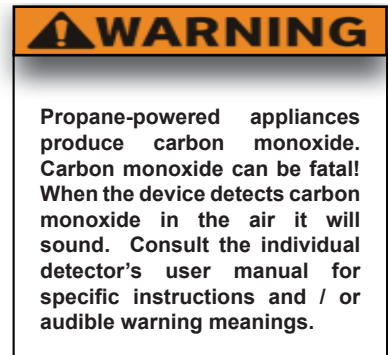 WARNING
Propane-powered appliances
produce carbon monoxide.
Carbon monoxide can be fatal!
When the device detects carbon
monoxide in the air it will
sound. Consult the individual
detector's user manual for
specific instructions and / or
audible warning meanings.